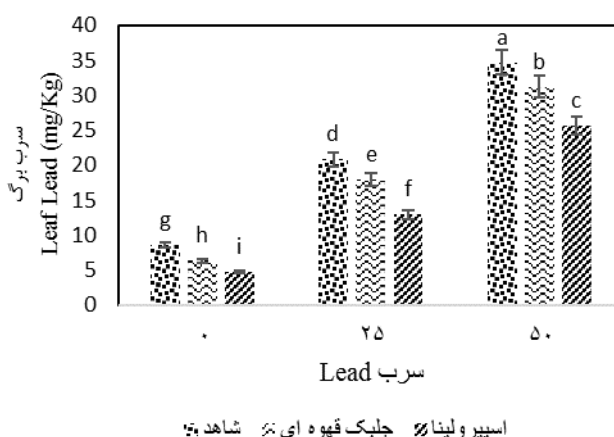 سرب برگ
Leaf Lead (mg/Kg)
40
35
30
25
20
15
10
5
0
g
h
i
d
e
f
a
b
c
۰
۲۵
۵۰
Lead سرب
شاهد
جلبک قهوه ای
اسپیرولینا